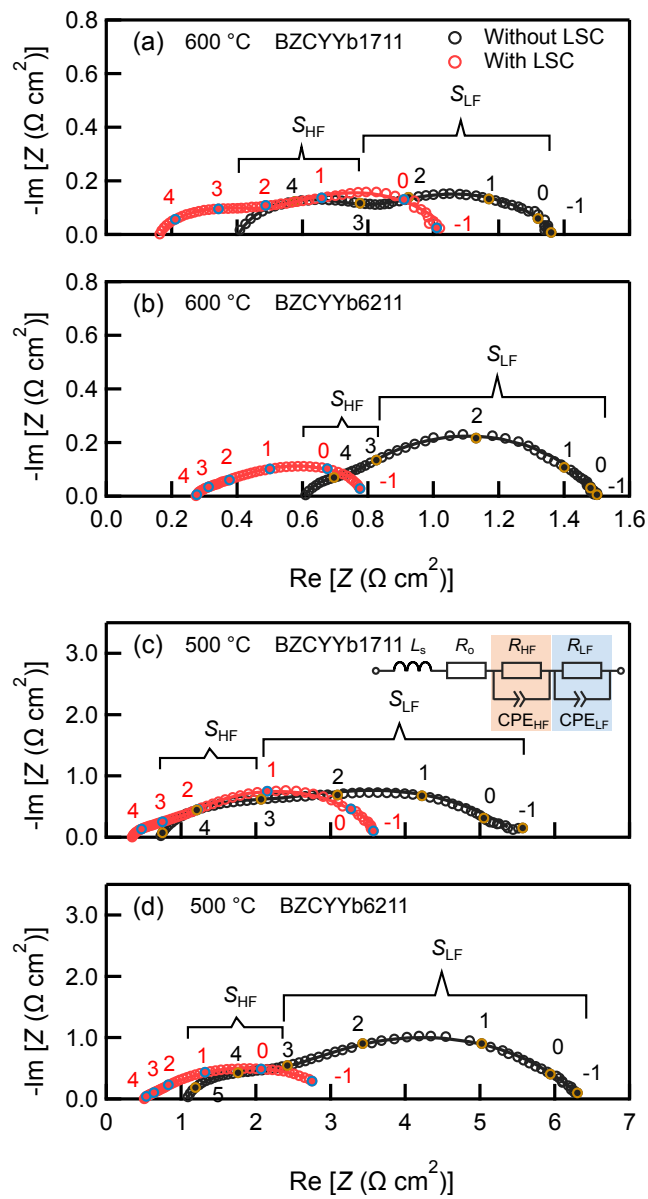 (a) 600 °C BZCYYb1711
Without LSC
With LSC
S_HF
S_LF
4 3 2 4 1 0 2 1 0 -1
3 -1
0.8
0.6
0.4
0.2
0.0
-Im [Z (Ω cm²)]
(b) 600 °C BZCYYb6211
S_HF
S_LF
4 3 2 1 0 4 3 2 1 0
-1 -1
0.8
0.6
0.4
0.2
0.0
-Im [Z (Ω cm²)]
0.0 0.2 0.4 0.6 0.8 1.0 1.2 1.4 1.6
Re [Z (Ω cm²)]
(c) 500 °C BZCYYb1711
L_s R_o R_HF R_LF
CPE_HF CPE_LF
S_HF
S_LF
4 3 2 1 2 1 0 -1
4 3 0 -1
3.0
2.0
1.0
0.0
-Im [Z (Ω cm²)]
(d) 500 °C BZCYYb6211
S_HF
S_LF
4 3 2 1 4 0 3 2 1 0 -1
5 -1
3.0
2.0
1.0
0.0
-Im [Z (Ω cm²)]
0 1 2 3 4 5 6 7
Re [Z (Ω cm²)]